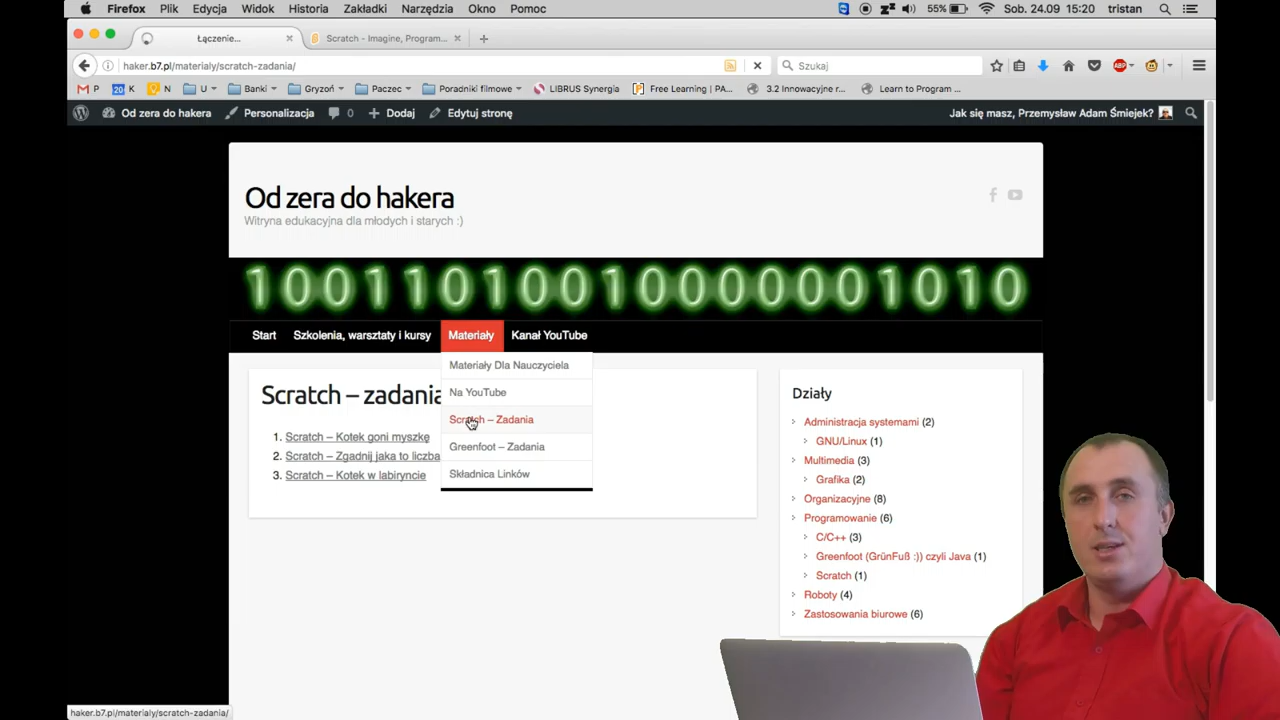 Firefox Plik Edycja Widok Historia Zakładki Narzędzia Okno Pomoc 55% Sob. 24.09 15:20 tristan
Łączenie... Scratch - Imagine, Program...
haker.b7.pl/materialy/scratch-zadania/ Szukaj
P 20 K N U Banki Gryzoń Paczec Poradniki filmowe LIBRUS Synergia Free Learning | PA... 3.2 Innowacyjne r... Learn to Program ...
Od zera do hakera Personalizacja 0 Dodaj Edytuj stronę Jak się masz, Przemysław Adam Śmiejek?
Od zera do hakera
Witryna edukacyjna dla młodych i starych :)
1001101001000000001010
Start Szkolenia, warsztaty i kursy Materiały Kanał YouTube
Materiały Dla Nauczyciela
Na YouTube
Scratch – Zadania
Greenfoot – Zadania
Składnica Linków
Scratch – zadania
1. Scratch – Kotek goni myszkę
2. Scratch – Zgadnij jaka to liczba
3. Scratch – Kotek w labiryncie
Działy
Administracja systemami (2)
GNU/Linux (1)
Multimedia (3)
Grafika (2)
Organizacyjne (8)
Programowanie (6)
C/C++ (3)
Greenfoot (GrünFuß :)) czyli Java (1)
Scratch (1)
Roboty (4)
Zastosowania biurowe (6)
haker.b7.pl/materialy/scratch-zadania/